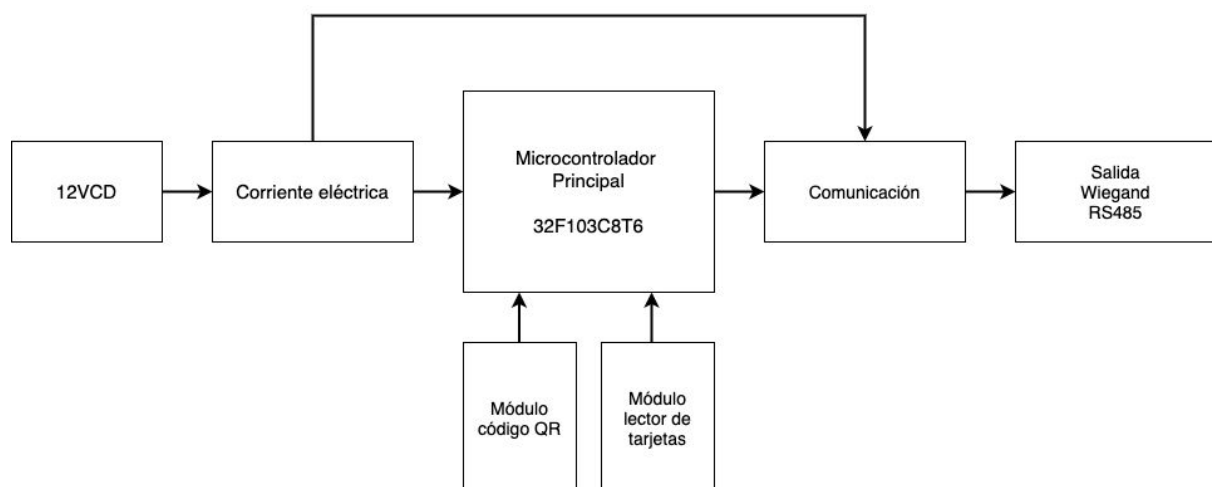 12VCD
Corriente eléctrica
Microcontrolador
Principal
32F103C8T6
Comunicación
Salida
Wiegand
RS485
Módulo
código QR
Módulo
lector de
tarjetas